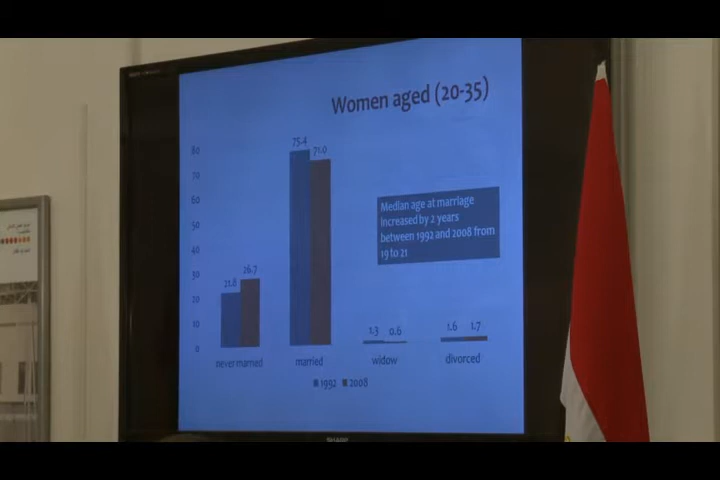 Women aged (20-35)
75.4
71.0
80
70
60
50
40
30
20
10
0
21.8
26.7
1.3
0.6
1.6
1.7
Median age at marriage
increased by 2 years
between 1992 and 2008 from
19 to 21
never married
married
widow
divorced
1992
2008
SHARP